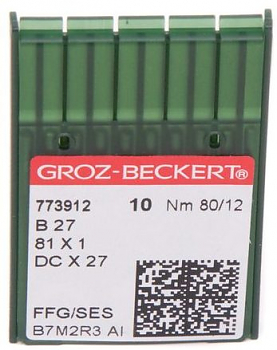 GROZ-BECKERT®
773912 10 Nm 80/12
B 27
81 X 1
DC X 27
FFG/SES
B7M2R3 AI